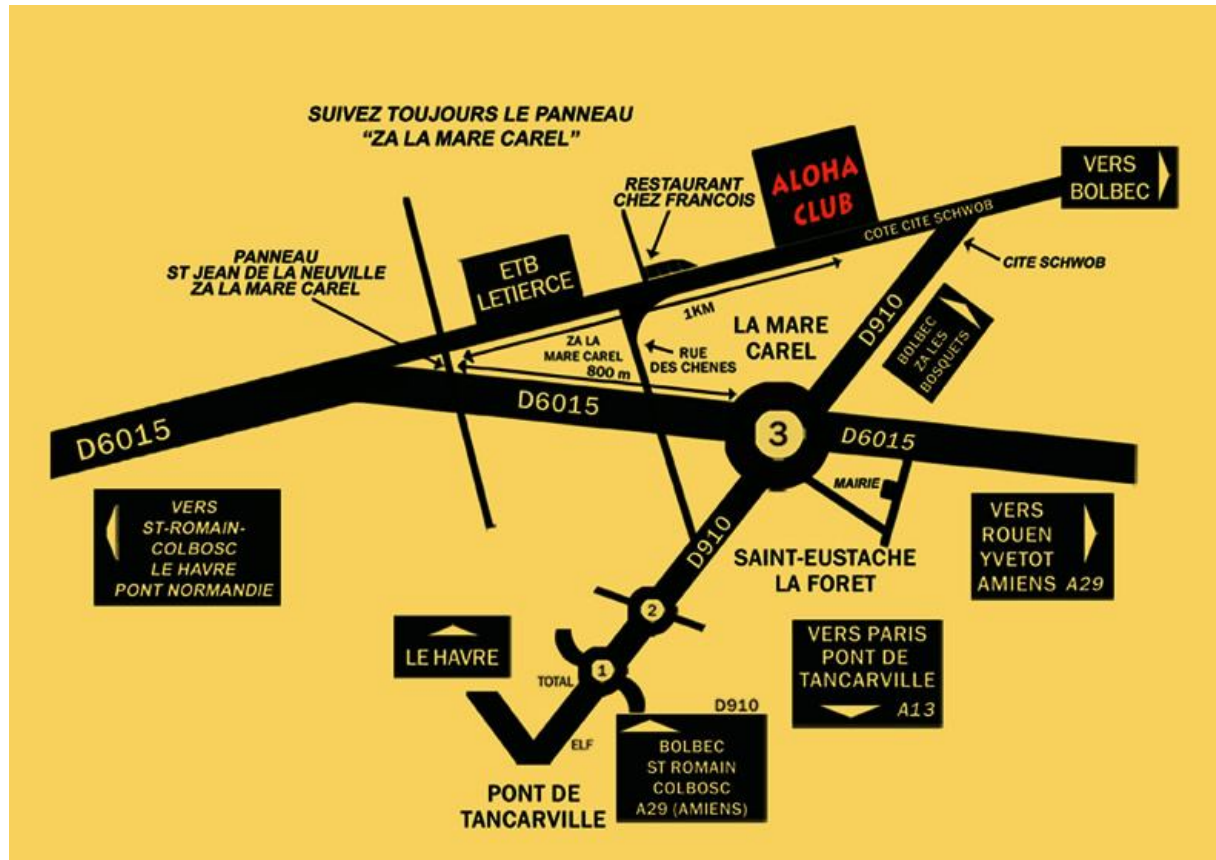 SUIVEZ TOUJOURS LE PANNEAU
“ZA LA MARE CAREL”
ALOHA
CLUB
VERS
BOLBEC
RESTAURANT
CHEZ FRANCOIS
COTE CITE SCHWOB
CITE SCHWOB
PANNEAU
ST JEAN DE LA NEUVILLE
ZA LA MARE CAREL
ETB
LETIERCE
1KM
LA MARE
CAREL
D910
BOLBEC
ZA LES
BOSQUETS
ZA LA
MARE CAREL
800 m
RUE
DES CHENES
D6015
D6015
3
D6015
MAIRIE
VERS
ST-ROMAIN-
COLBOSC
LE HAVRE
PONT NORMANDIE
D910
SAINT-EUSTACHE
LA FORET
VERS
ROUEN
YVETOT
AMIENS A29
2
LE HAVRE
1
TOTAL
VERS PARIS
PONT DE
TANCARVILLE
A13
D910
ELF
BOLBEC
ST ROMAIN
COLBOSC
A29 (AMIENS)
PONT DE
TANCARVILLE